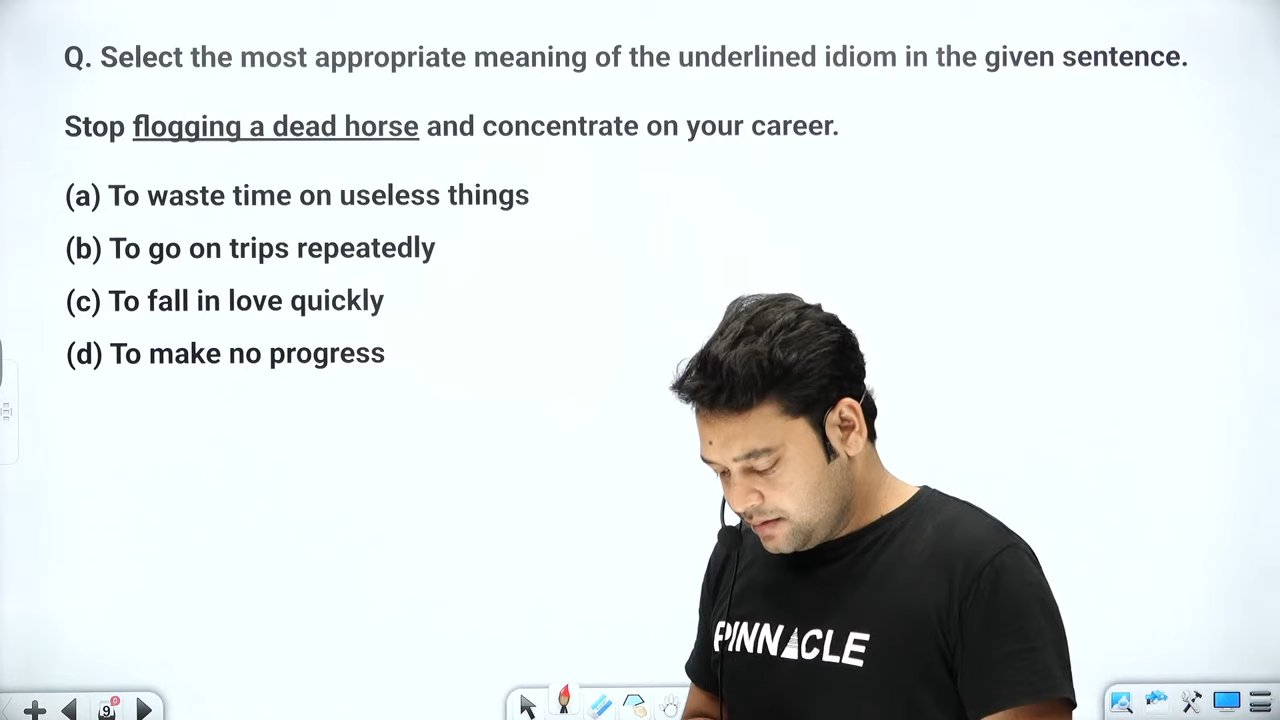 Q. Select the most appropriate meaning of the underlined idiom in the given sentence.
Stop flogging a dead horse and concentrate on your career.
(a) To waste time on useless things
(b) To go on trips repeatedly
(c) To fall in love quickly
(d) To make no progress
PINNACLE
9
0